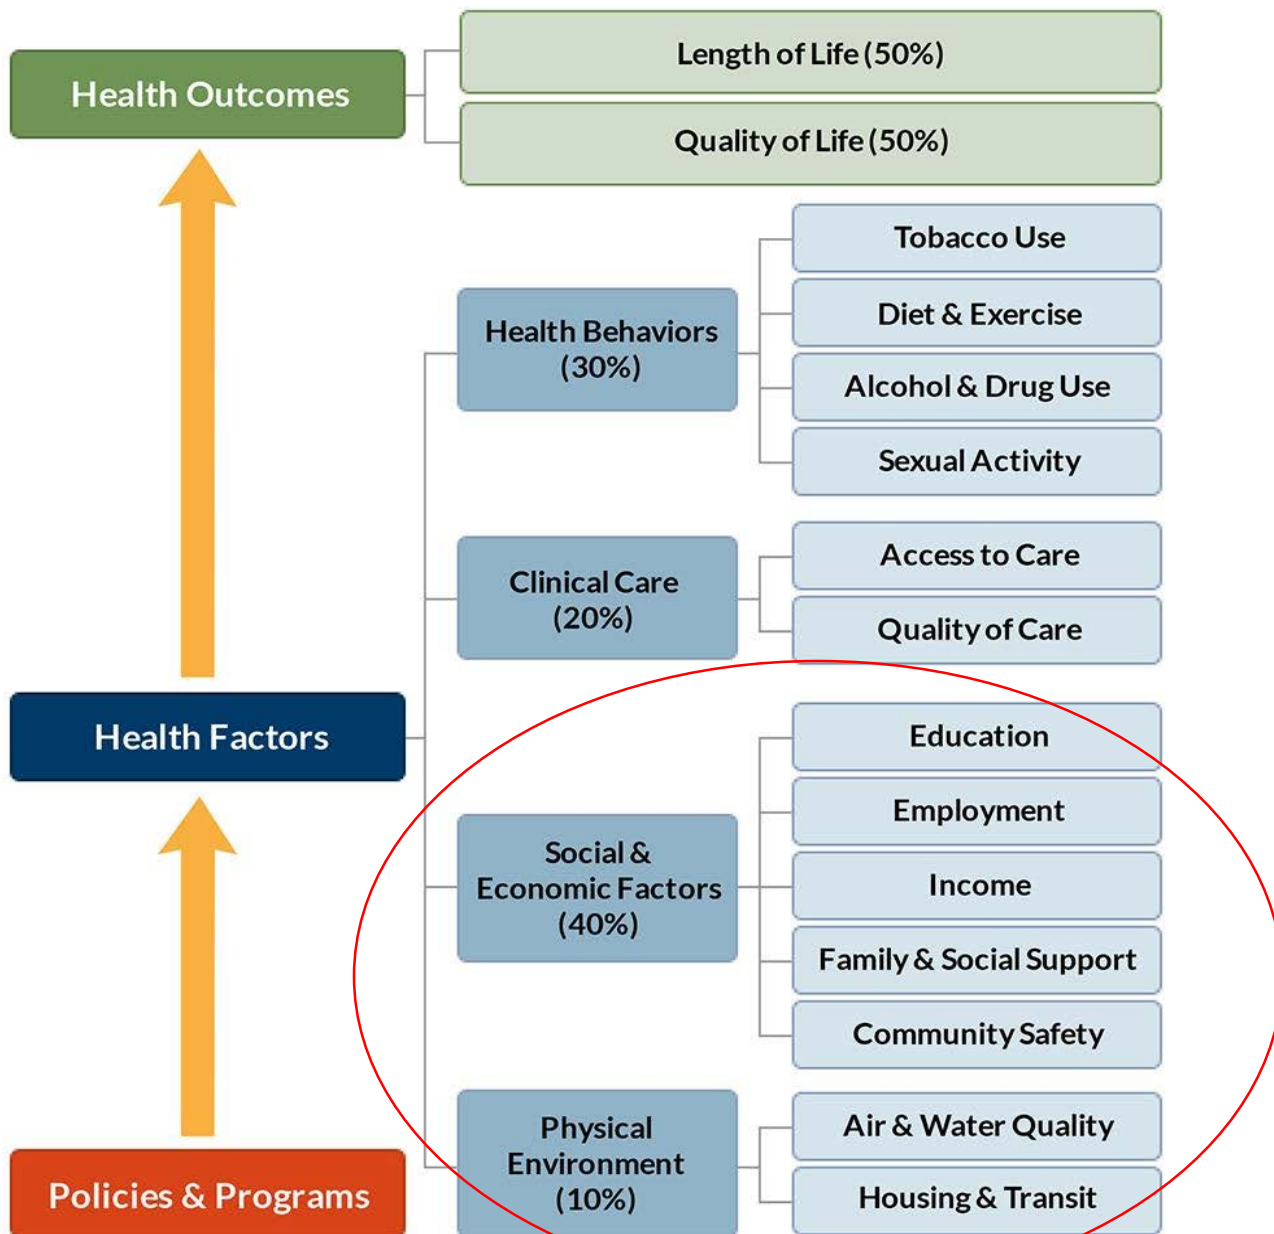 Health Outcomes
Length of Life (50%)
Quality of Life (50%)
Health Factors
Health Behaviors
(30%)
Tobacco Use
Diet & Exercise
Alcohol & Drug Use
Sexual Activity
Clinical Care
(20%)
Access to Care
Quality of Care
Social &
Economic Factors
(40%)
Education
Employment
Income
Family & Social Support
Community Safety
Physical
Environment
(10%)
Air & Water Quality
Housing & Transit
Policies & Programs